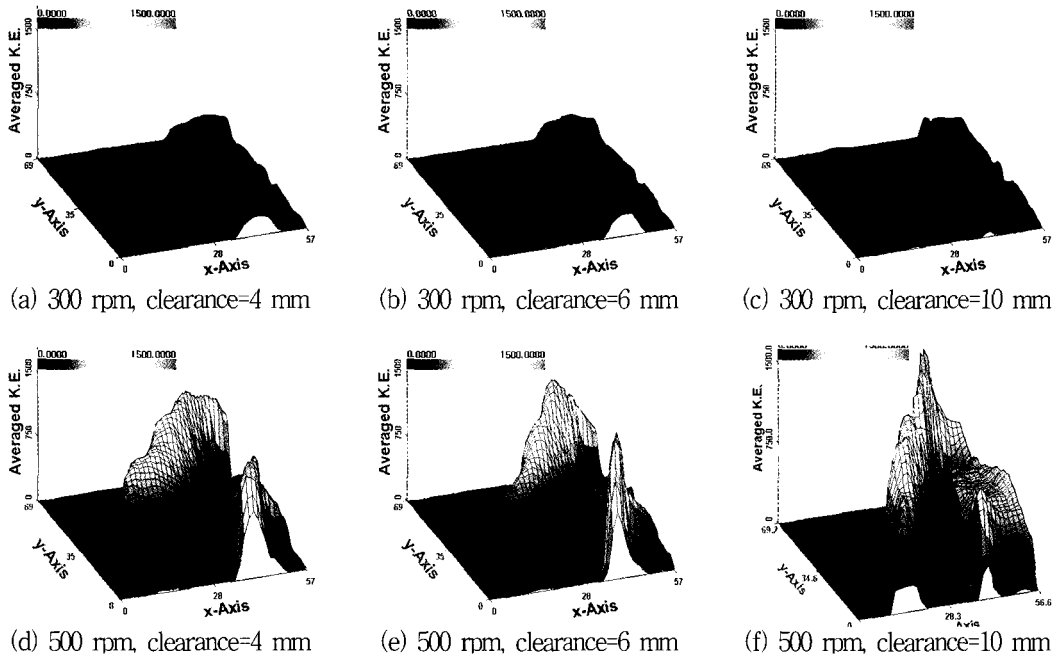 0.0000 1500.0000
0.0000 1500.0000
0.0000 1500.0000
Averaged K.E.
Averaged K.E.
Averaged K.E.
1500
750
0
69
1500
750
0
69
1500
750
0
69
y-Axis 35
y-Axis 35
y-Axis 35
0 0 28 57
0 0 28 57
0 0 28 57
x-Axis
x-Axis
x-Axis
(a) 300 rpm, clearance=4 mm
(b) 300 rpm, clearance=6 mm
(c) 300 rpm, clearance=10 mm
0.0000 1500.0000
0.0000 1500.0000
Averaged K.E.
Averaged K.E.
Averaged K.E.
1500
750
0
69
1500
750
0
69
1500.0
750.0
0
y-Axis 35
y-Axis 35
y-Axis 34.6
0 28 57
0 0 28 57
28.3 56.6
x-Axis
x-Axis
Axis
(d) 500 rpm, clearance=4 mm
(e) 500 rpm, clearance=6 mm
(f) 500 rpm, clearance=10 mm